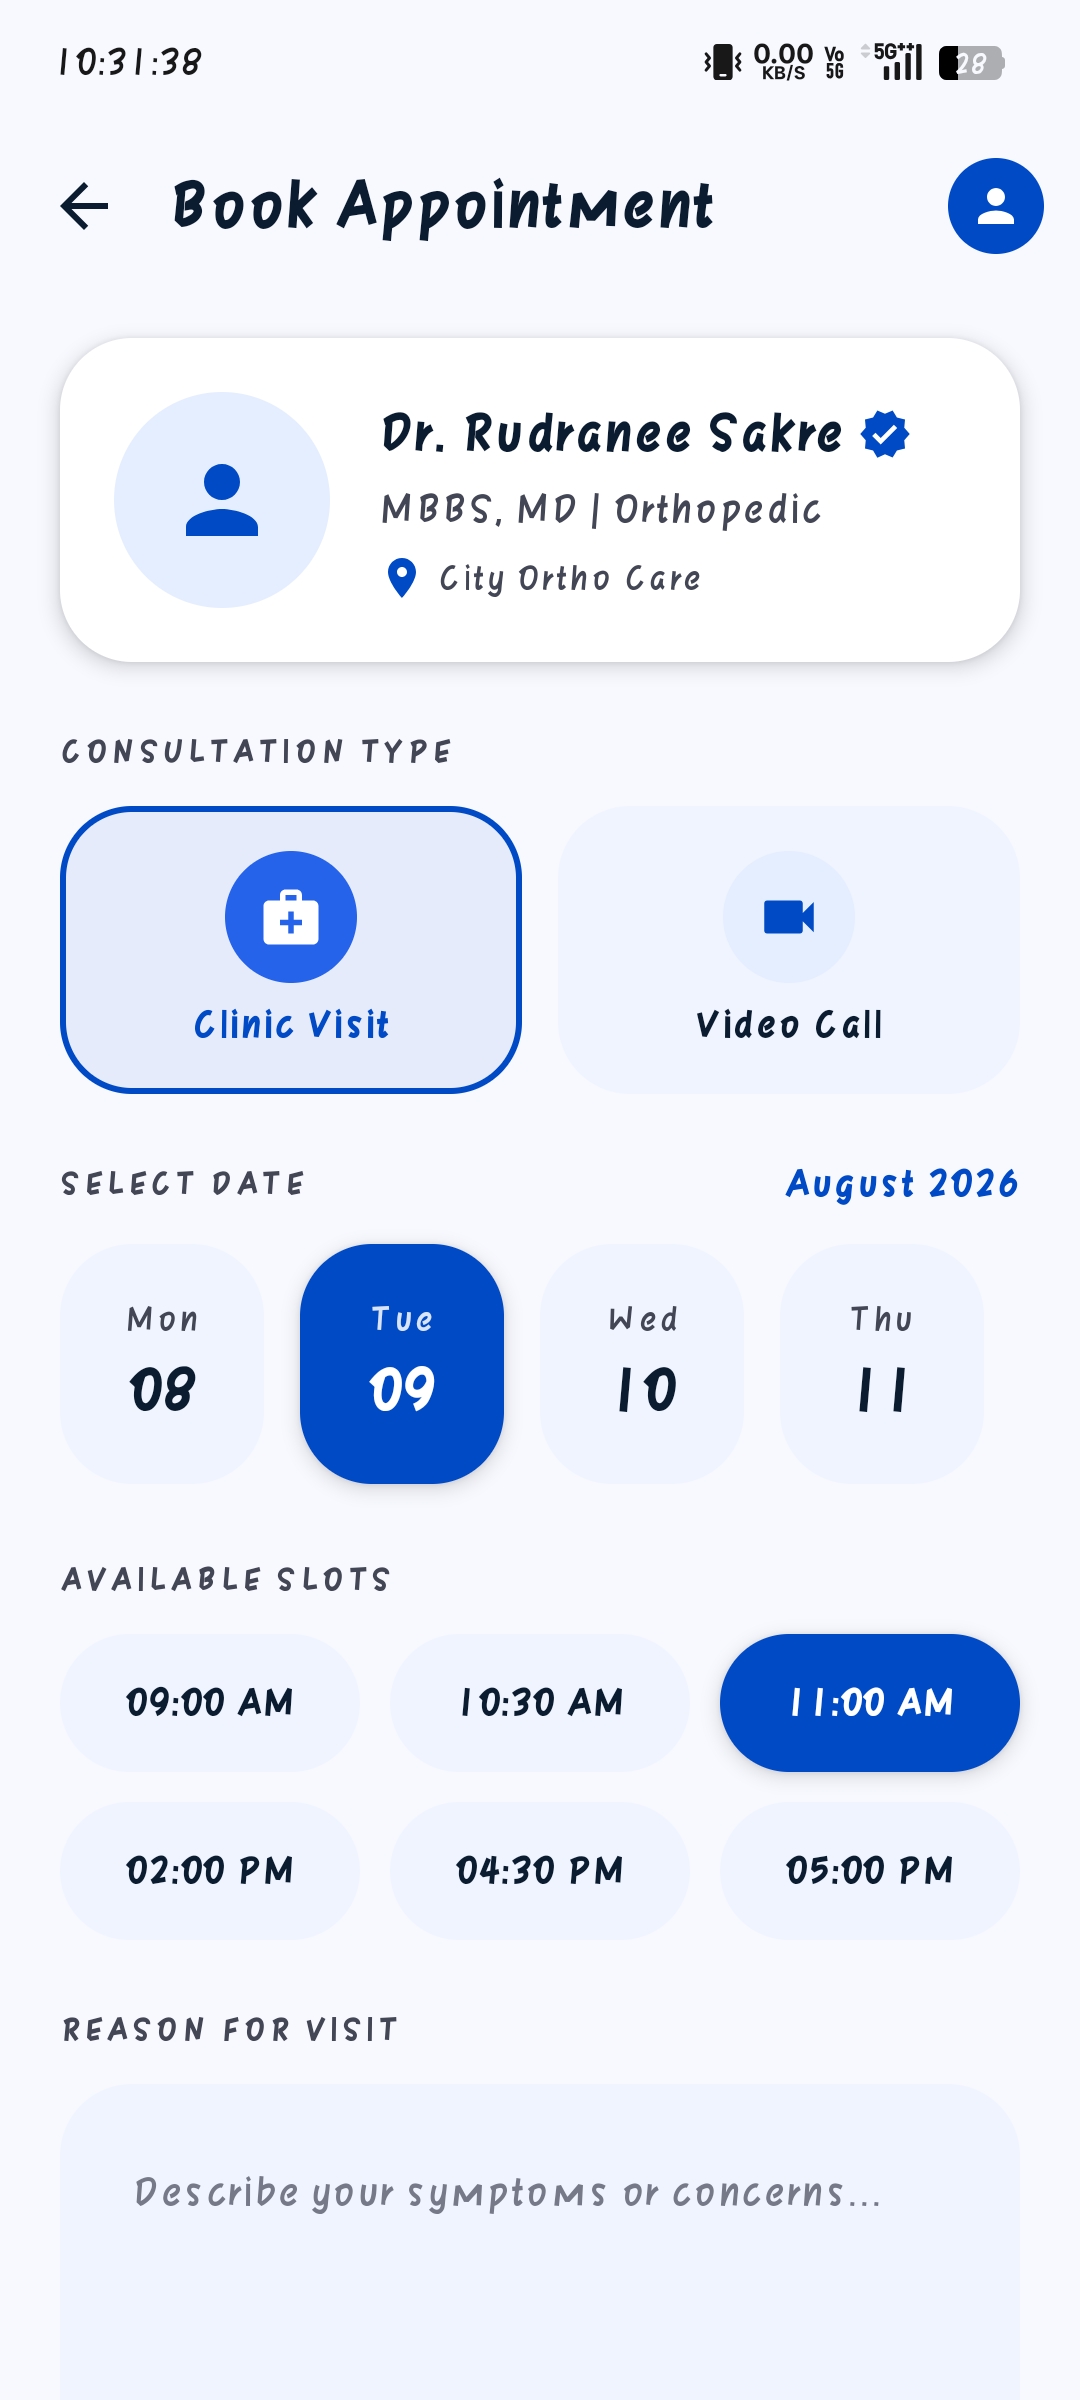 10:31:38
0.00 KB/S Vo 5G 5G++ 28
Book Appointment
Dr. Rudranee Sakre
MBBS, MD | Orthopedic
City Ortho Care
CONSULTATION TYPE
Clinic Visit Video Call
SELECT DATE August 2026
Mon Tue Wed Thu
08 09 10 11
AVAILABLE SLOTS
09:00 AM 10:30 AM 11:00 AM
02:00 PM 04:30 PM 05:00 PM
REASON FOR VISIT
Describe your symptoms or concerns...